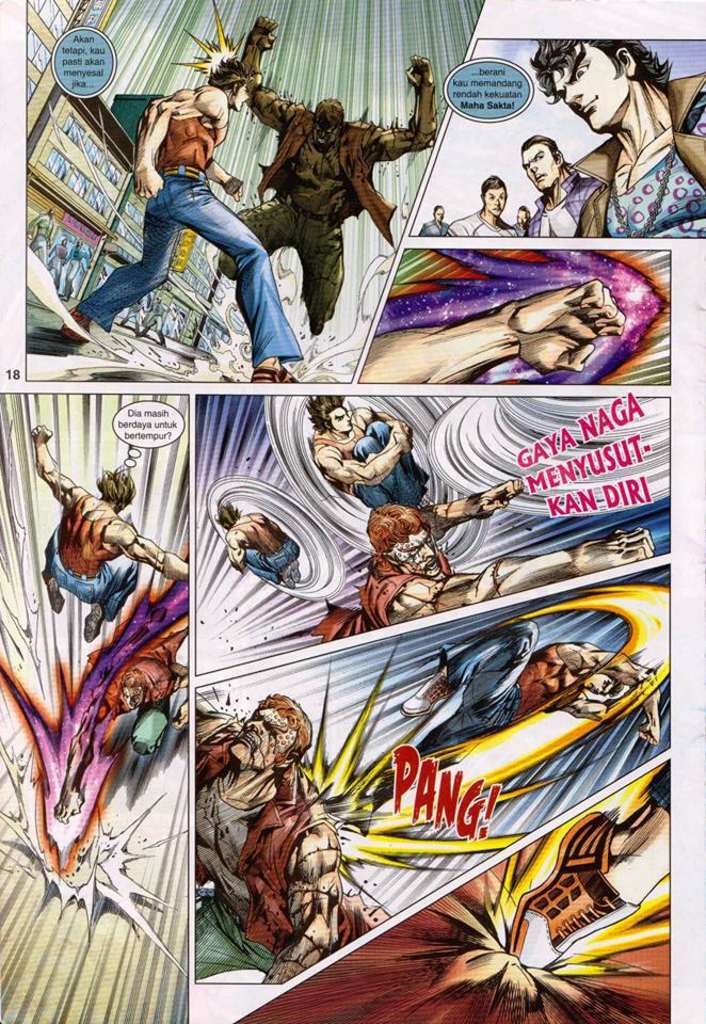 Akan
tetapi, kau
pasti akan
menyesal
jika...
...berani
kau memandang
rendah kekuatan
Maha Sakta!
18
Dia masih
berdaya untuk
bertempur?
GAYA NAGA
MENYUSUT-
KAN DIRI
PANG!